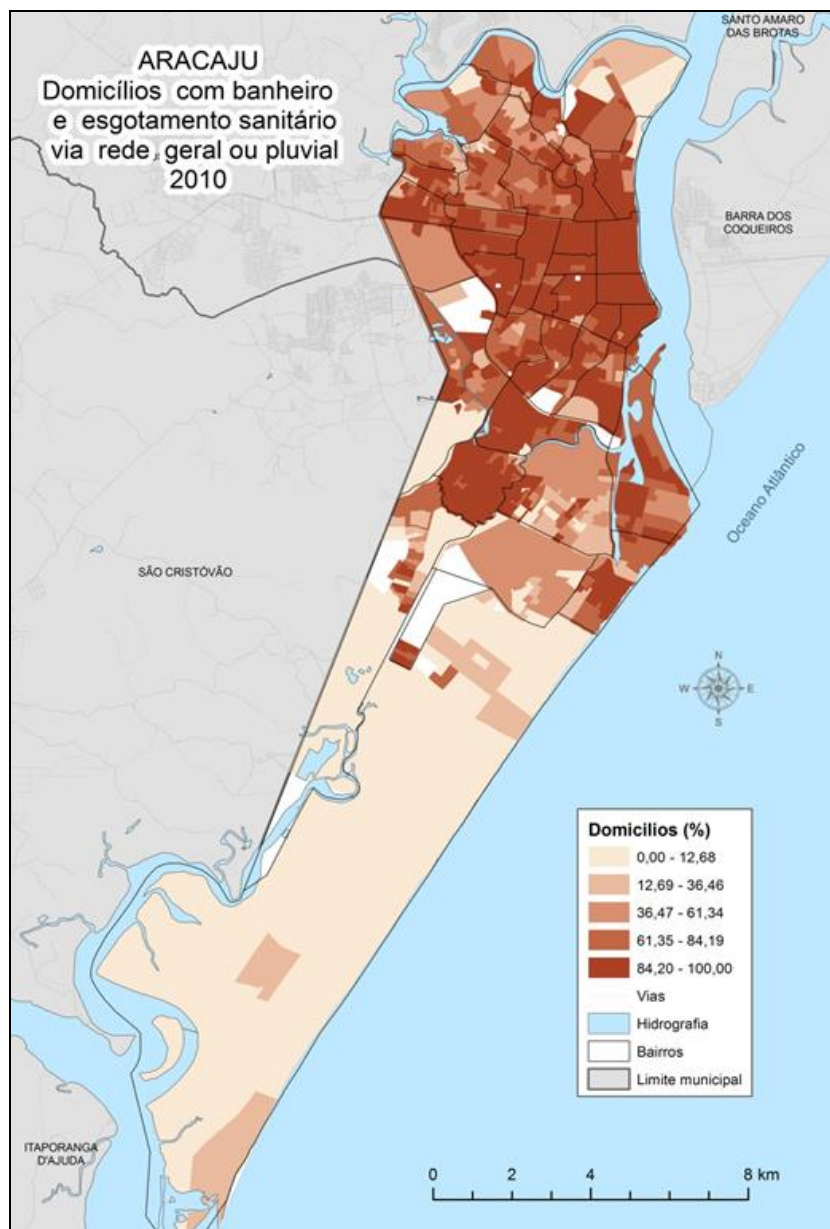 ARACAJU
Domicílios com banheiro
e esgotamento sanitário
via rede geral ou pluvial
2010
SANTO AMARO
DAS BROTAS
BARRA DOS
COQUEIROS
Oceano Atlântico
SÃO CRISTÓVÃO
N
W
E
S
Domicilios (%)
0,00 - 12,68
12,69 - 36,46
36,47 - 61,34
61,35 - 84,19
84,20 - 100,00
Vias
Hidrografia
Bairros
Limite municipal
ITAPORANGA
D'AJUDA
0 2 4 8 km